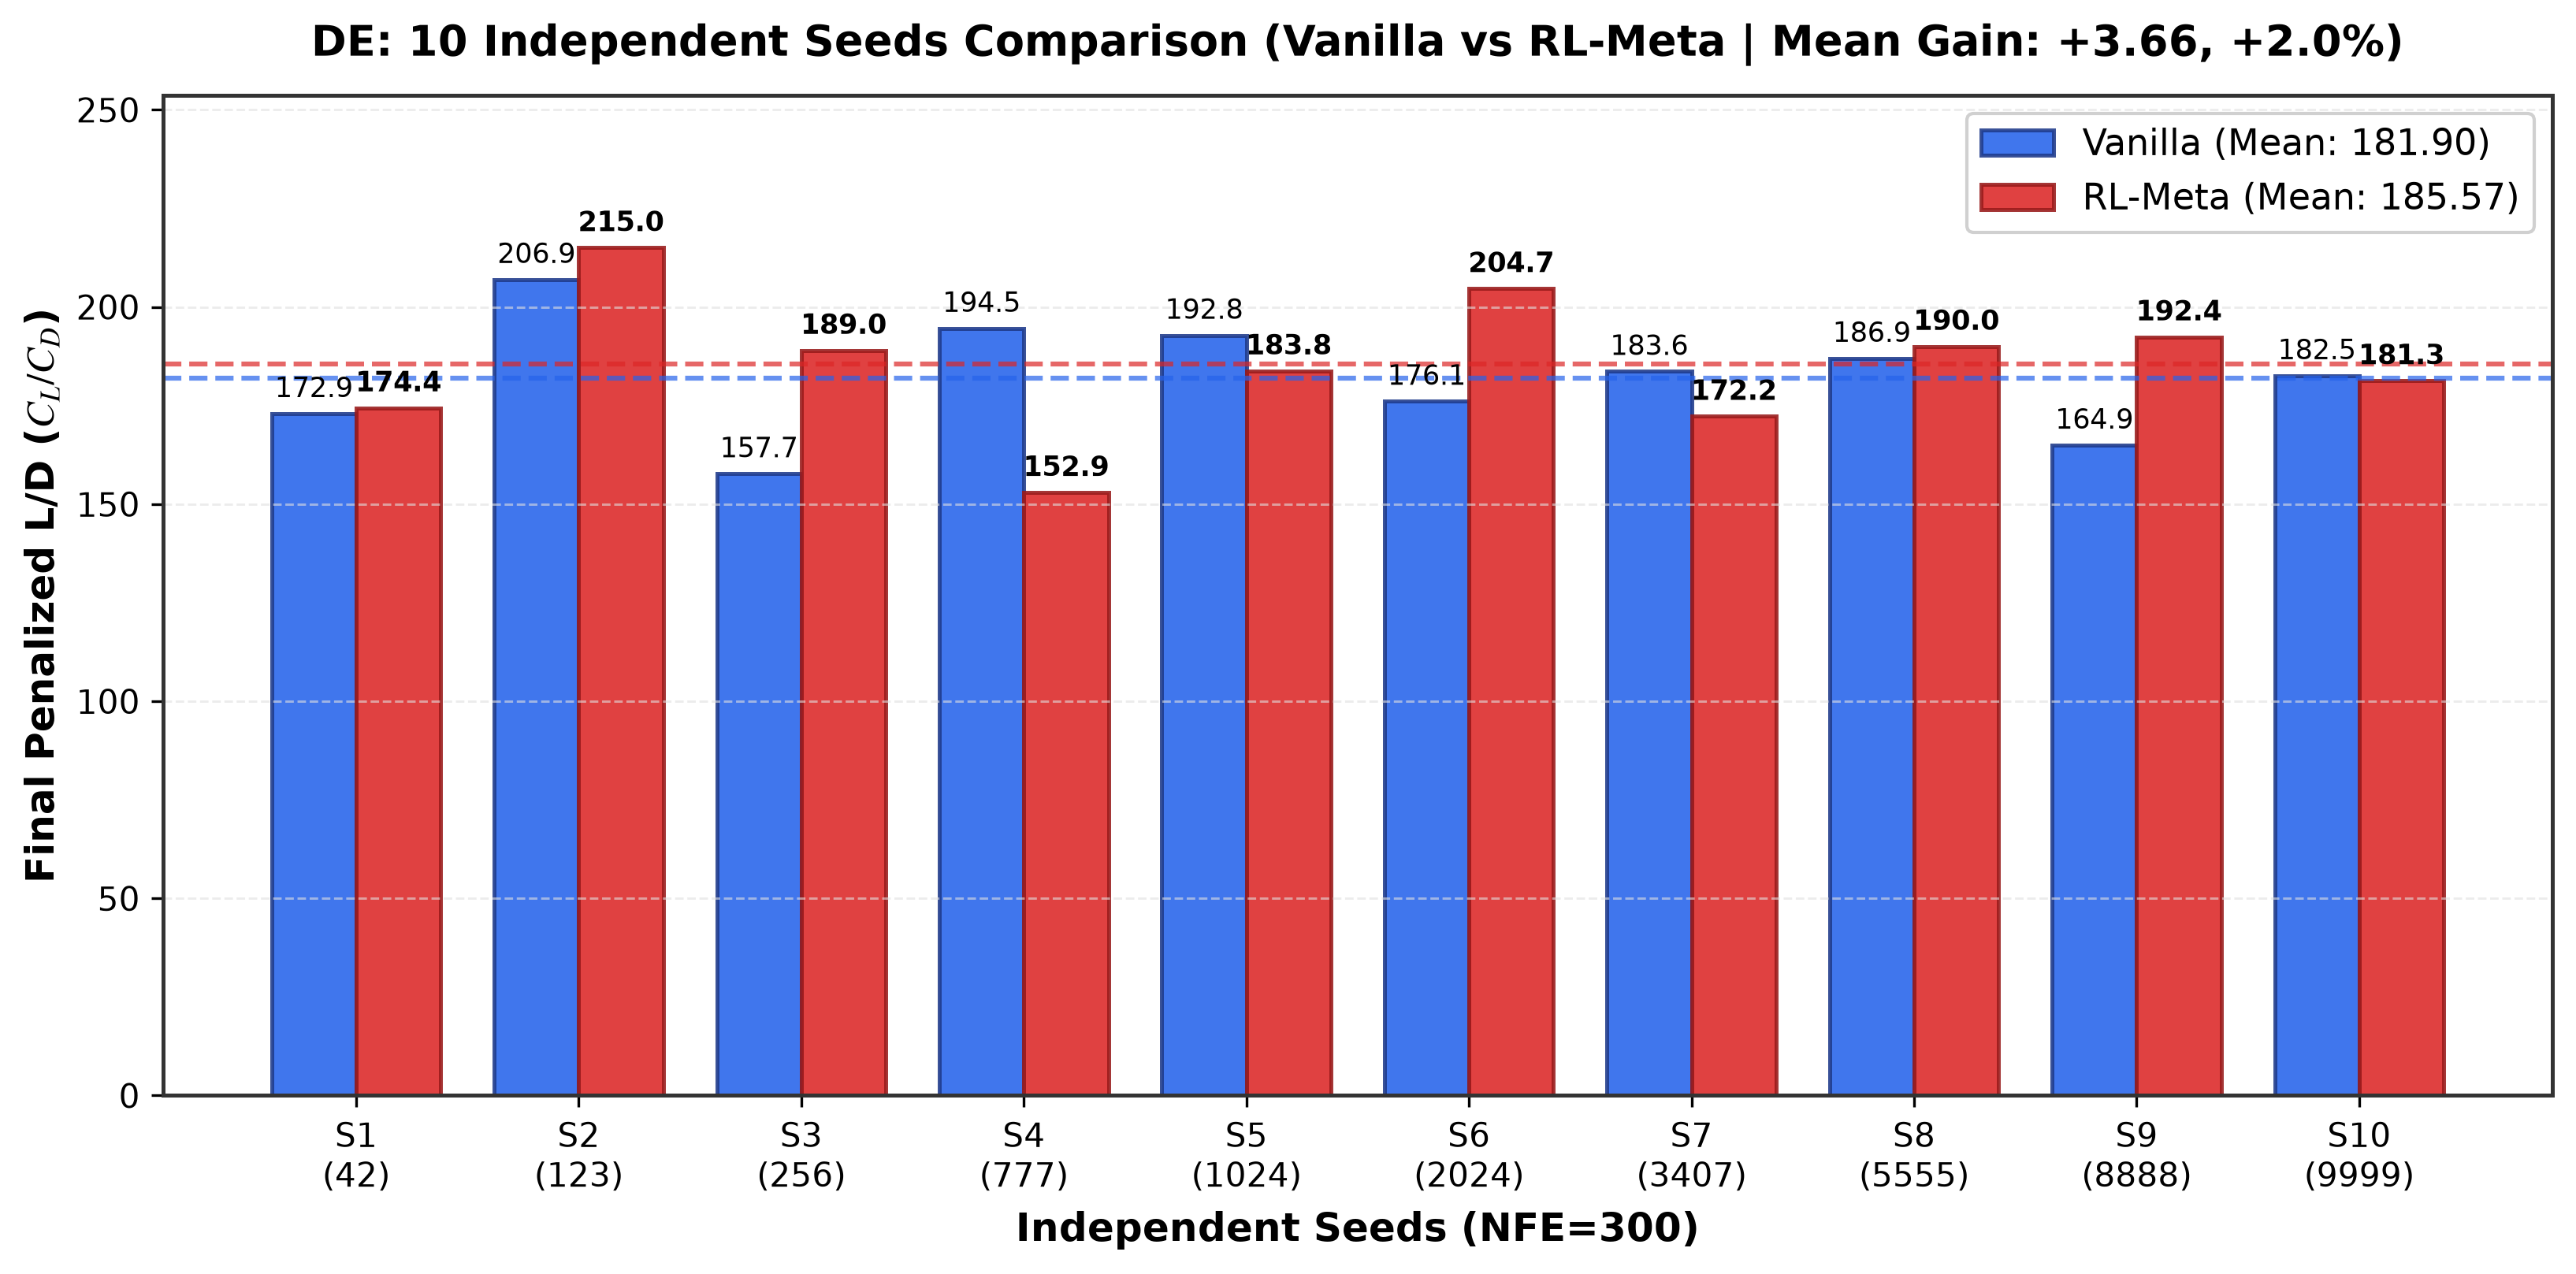 DE: 10 Independent Seeds Comparison (Vanilla vs RL-Meta | Mean Gain: +3.66, +2.0%)
Final Penalized L/D (C_L/C_D)
250
200
150
100
50
0
Vanilla (Mean: 181.90)
RL-Meta (Mean: 185.57)
172.9 174.4
206.9 215.0
157.7 189.0
194.5 152.9
192.8 183.8
176.1 204.7
183.6 172.2
186.9 190.0
164.9 192.4
182.5 181.3
S1 S2 S3 S4 S5 S6 S7 S8 S9 S10
(42) (123) (256) (777) (1024) (2024) (3407) (5555) (8888) (9999)
Independent Seeds (NFE=300)